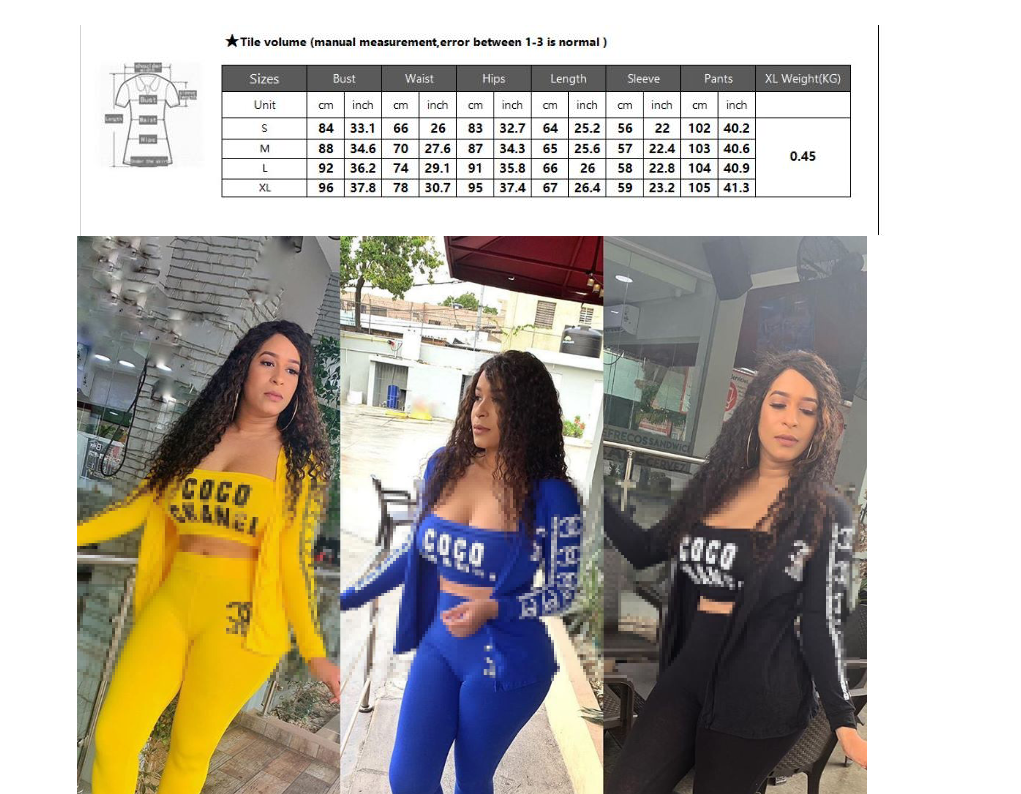 ★Tile volume (manual measurement,error between 1-3 is normal )
Sizes Bust Waist Hips Length Sleeve Pants XL Weight(KG)
Unit cm inch cm inch cm inch cm inch cm inch cm inch
S 84 33.1 66 26 83 32.7 64 25.2 56 22 102 40.2
M 88 34.6 70 27.6 87 34.3 65 25.6 57 22.4 103 40.6
L 92 36.2 74 29.1 91 35.8 66 26 58 22.8 104 40.9
XL 96 37.8 78 30.7 95 37.4 67 26.4 59 23.2 105 41.3
0.45
Bust
Length
Waist
Hips
COCO
CHANEL
COCO
COCO